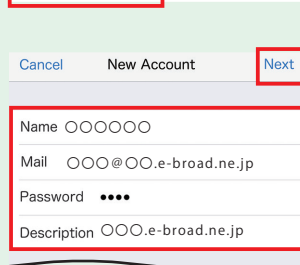 Cancel New Account Next
Name ○○○○○○
Mail ○○○@○○.e-broad.ne.jp
Password ••••
Description ○○○.e-broad.ne.jp